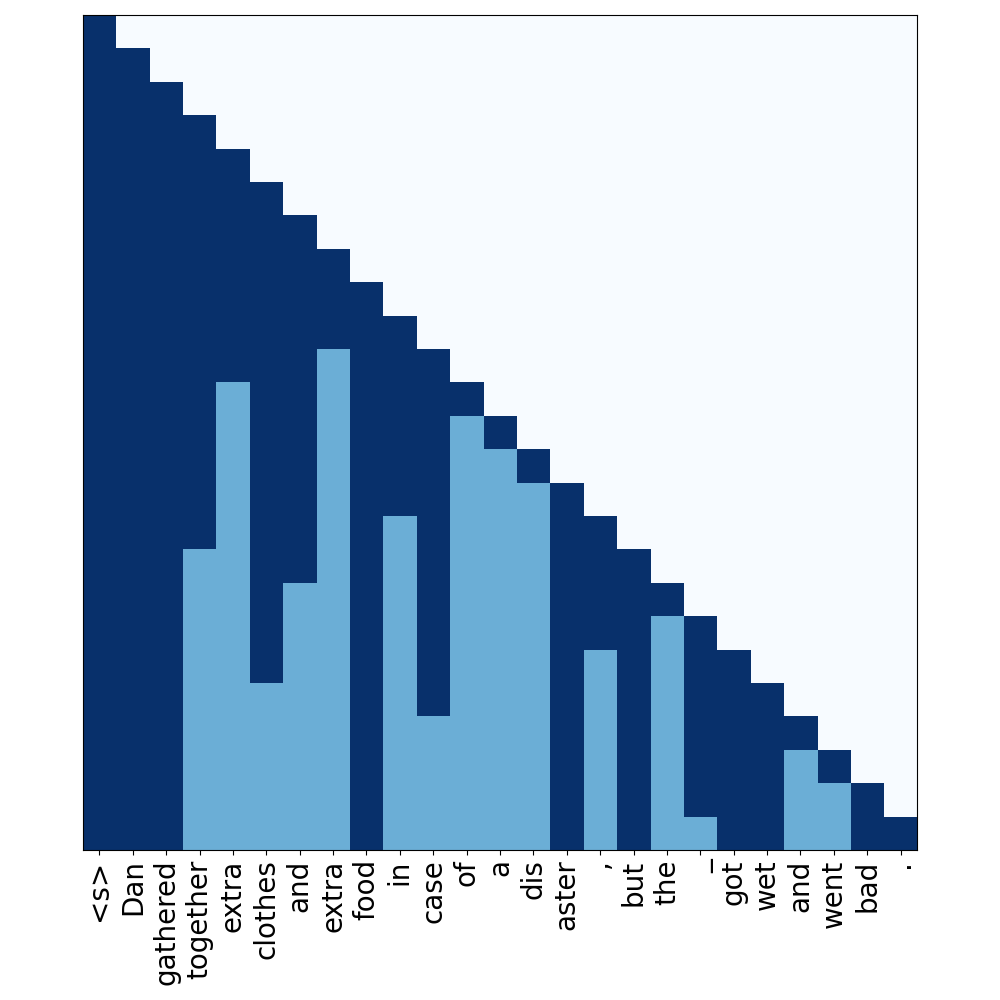 <s>
Dan
gathered
together
extra
clothes
and
extra
food
in
case
of
a
dis
aster
,
but
the
_
got
wet
and
went
bad
.